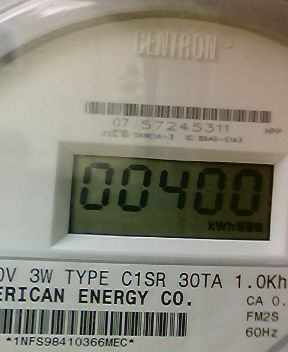 CENTRON
07 57245311 HPP
00400
kWh
0V 3W TYPE C1SR 30TA 1.0Kh
ERICAN ENERGY CO.
CA 0.
FM2S
60Hz
*1NFS98410366MEC*